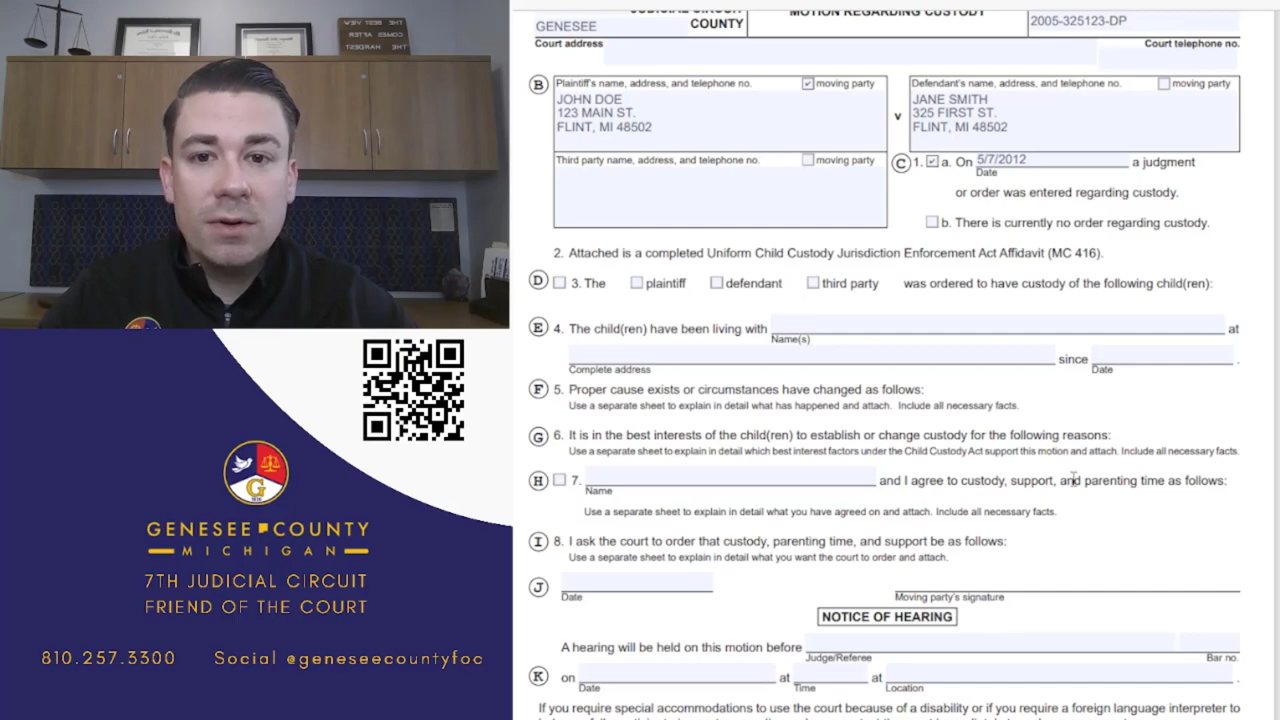 THE BEST VIEW
COMES AFTER
THE HARDEST
GENESEE COUNTY
MICHIGAN
7TH JUDICIAL CIRCUIT
FRIEND OF THE COURT
810.257.3300 Social @geneseecountyfoc
JUDICIAL CIRCUIT
GENESEE COUNTY
MOTION REGARDING CUSTODY
2005-325123-DP
Court address Court telephone no.
B Plaintiff's name, address, and telephone no. moving party
JOHN DOE
123 MAIN ST.
FLINT, MI 48502
v
Defendant's name, address, and telephone no. moving party
JANE SMITH
325 FIRST ST.
FLINT, MI 48502
Third party name, address, and telephone no. moving party
C 1. a. On 5/7/2012 a judgment
Date
or order was entered regarding custody.
b. There is currently no order regarding custody.
2. Attached is a completed Uniform Child Custody Jurisdiction Enforcement Act Affidavit (MC 416).
D 3. The plaintiff defendant third party was ordered to have custody of the following child(ren):
E 4. The child(ren) have been living with at
Name(s)
since .
Complete address Date
F 5. Proper cause exists or circumstances have changed as follows:
Use a separate sheet to explain in detail what has happened and attach. Include all necessary facts.
G 6. It is in the best interests of the child(ren) to establish or change custody for the following reasons:
Use a separate sheet to explain in detail which best interest factors under the Child Custody Act support this motion and attach. Include all necessary facts.
H 7. and I agree to custody, support, and parenting time as follows:
Name
Use a separate sheet to explain in detail what you have agreed on and attach. Include all necessary facts.
I 8. I ask the court to order that custody, parenting time, and support be as follows:
Use a separate sheet to explain in detail what you want the court to order and attach.
J
Date Moving party's signature
NOTICE OF HEARING
A hearing will be held on this motion before
Judge/Referee Bar no.
K on at at .
Date Time Location
If you require special accommodations to use the court because of a disability or if you require a foreign language interpreter to